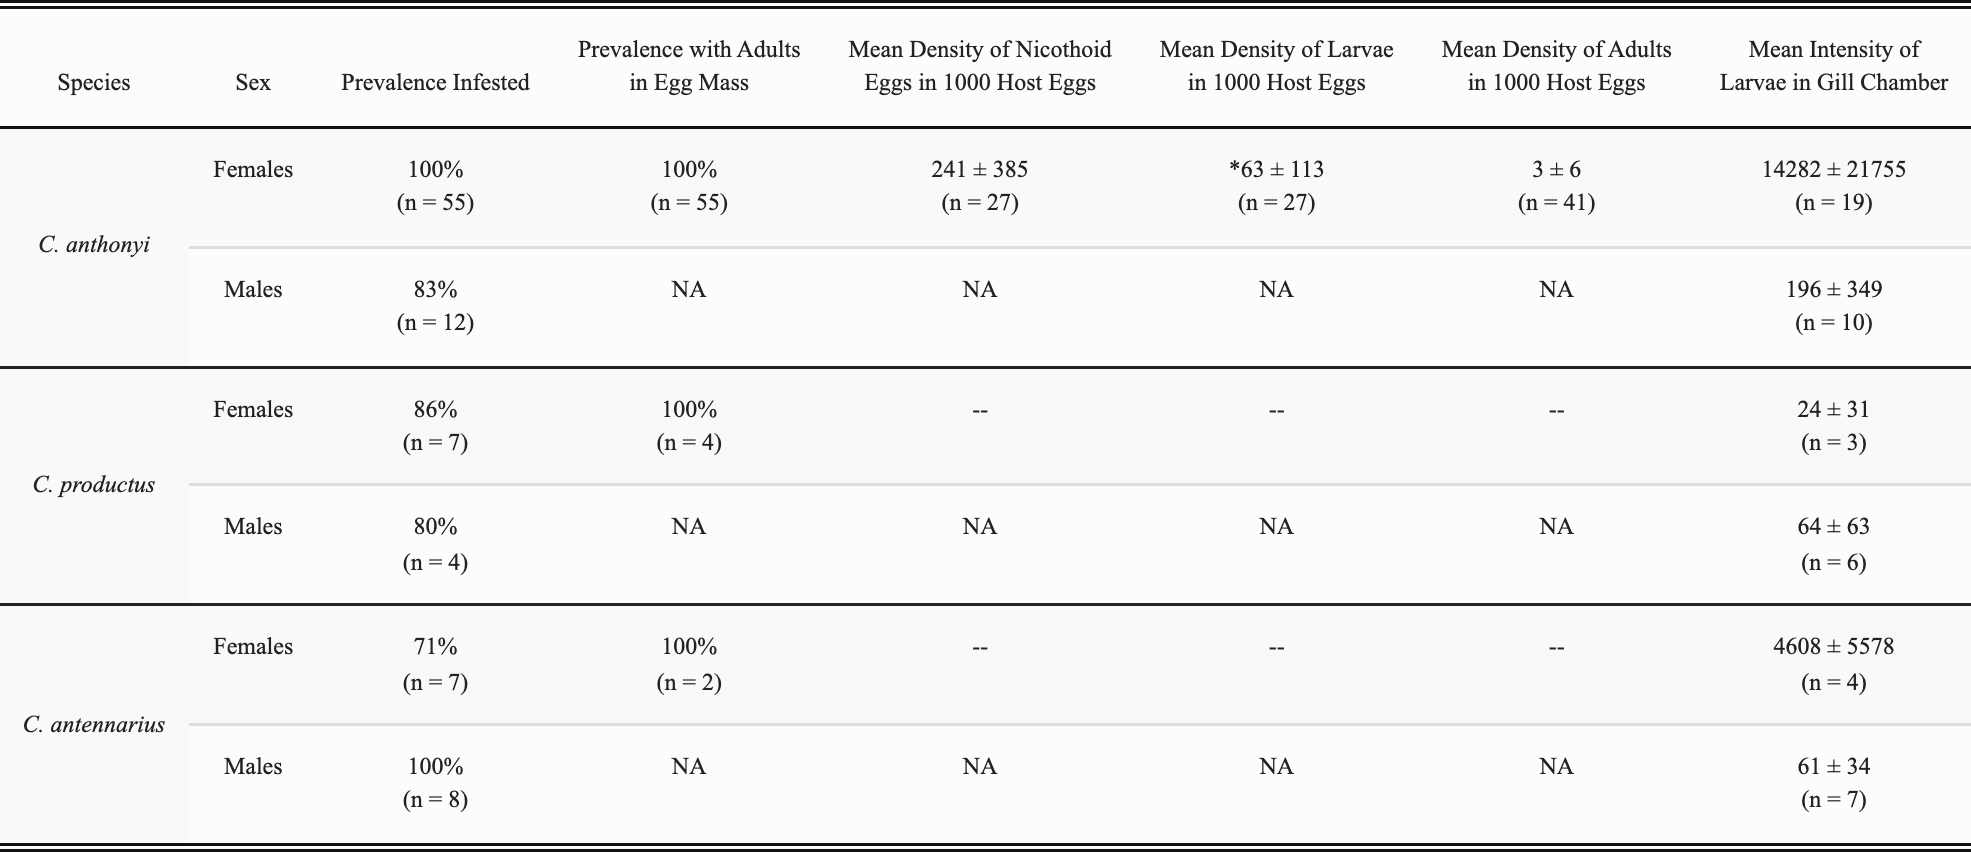 Species Sex Prevalence Infested Prevalence with Adults in Egg Mass Mean Density of Nicothoid Eggs in 1000 Host Eggs Mean Density of Larvae in 1000 Host Eggs Mean Density of Adults in 1000 Host Eggs Mean Intensity of Larvae in Gill Chamber
C. anthonyi
Females 100% 100% 241 ± 385 *63 ± 113 3 ± 6 14282 ± 21755
(n = 55) (n = 55) (n = 27) (n = 27) (n = 41) (n = 19)
Males 83% NA NA NA NA 196 ± 349
(n = 12) (n = 10)
C. productus
Females 86% 100% -- -- -- 24 ± 31
(n = 7) (n = 4) (n = 3)
Males 80% NA NA NA NA 64 ± 63
(n = 4) (n = 6)
C. antennarius
Females 71% 100% -- -- -- 4608 ± 5578
(n = 7) (n = 2) (n = 4)
Males 100% NA NA NA NA 61 ± 34
(n = 8) (n = 7)